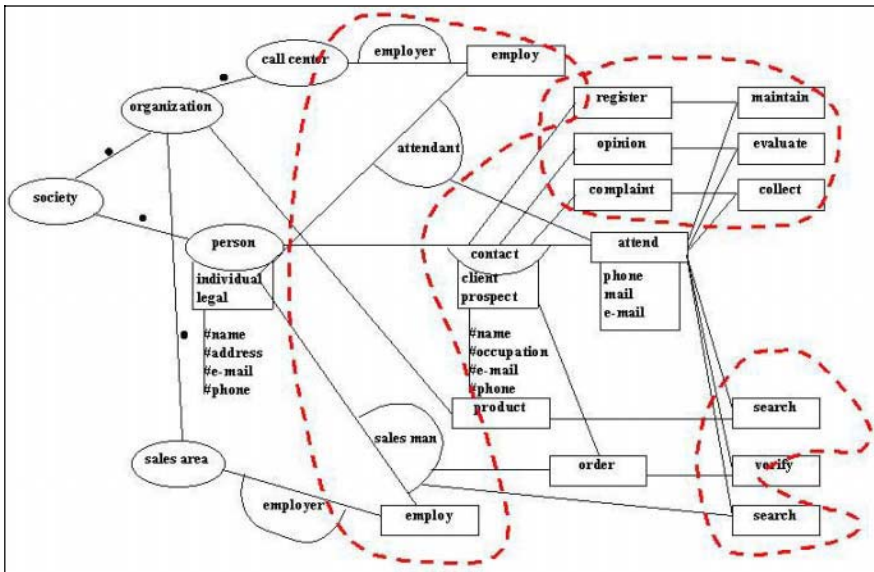 call center
employer
employ
organization
register
maintain
attendant
opinion
evaluate
complaint
collect
society
person
contact
attend
individual
legal
client
prospect
phone
mail
e-mail
#name
#address
#e-mail
#phone
#name
#occupation
#e-mail
#phone
product
search
sales man
sales area
order
verify
employer
employ
search